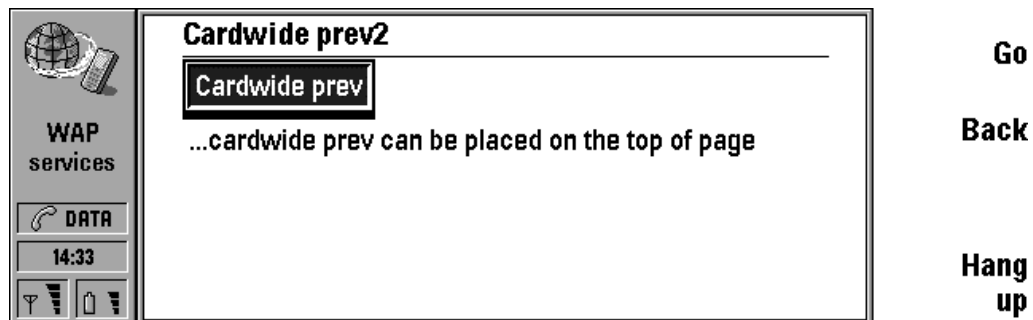 WAP
services
DATA
14:33
Cardwide prev2
Cardwide prev
...cardwide prev can be placed on the top of page
Go
Back
Hang
up